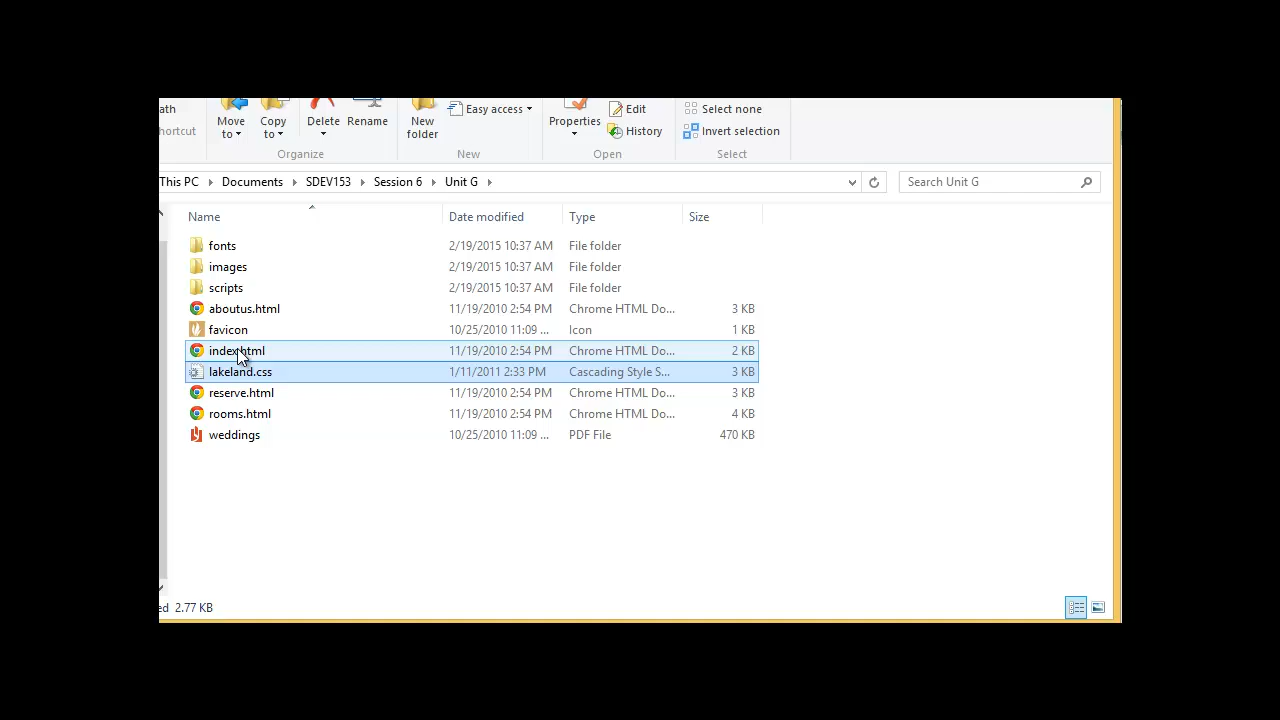 ath
Edit
Select none
Easy access
Move to
Copy to
Delete
Rename
New folder
Properties
hortcut
History
Invert selection
Organize
New
Open
Select
This PC
Documents
SDEV153
Session 6
Unit G
Search Unit G
Name Date modified Type Size
fonts 2/19/2015 10:37 AM File folder
images 2/19/2015 10:37 AM File folder
scripts 2/19/2015 10:37 AM File folder
aboutus.html 11/19/2010 2:54 PM Chrome HTML Do... 3 KB
favicon 10/25/2010 11:09 ... Icon 1 KB
index.html 11/19/2010 2:54 PM Chrome HTML Do... 2 KB
lakeland.css 1/11/2011 2:33 PM Cascading Style S... 3 KB
reserve.html 11/19/2010 2:54 PM Chrome HTML Do... 3 KB
rooms.html 11/19/2010 2:54 PM Chrome HTML Do... 4 KB
weddings 10/25/2010 11:09 ... PDF File 470 KB
ed 2.77 KB